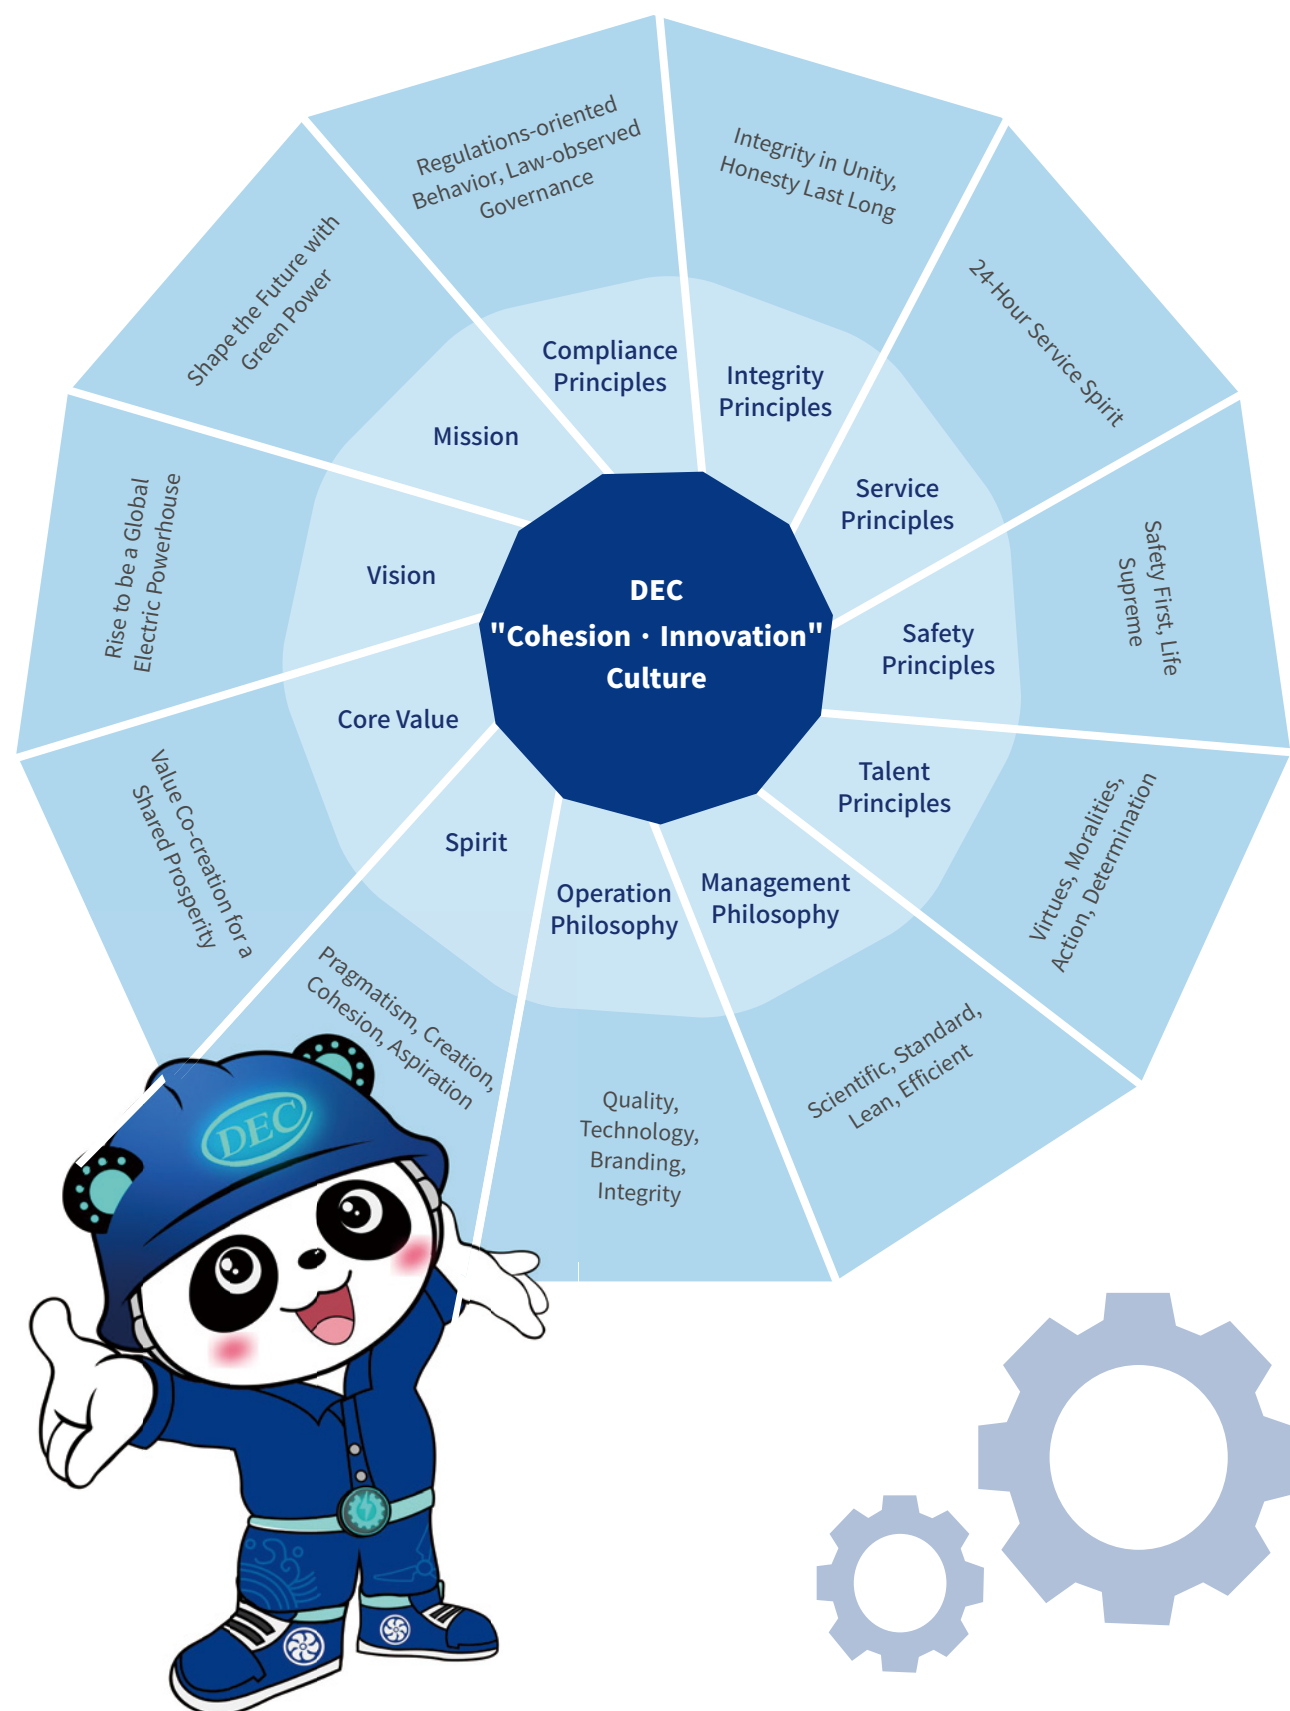 DEC
"Cohesion · Innovation"
Culture
Compliance
Principles
Regulations-oriented
Behavior, Law-observed
Governance
Integrity
Principles
Integrity in Unity,
Honesty Last Long
Service
Principles
24-Hour Service Spirit
Safety
Principles
Safety First, Life
Supreme
Talent
Principles
Virtues, Moralities,
Action, Determination
Management
Philosophy
Scientific, Standard,
Lean, Efficient
Operation
Philosophy
Quality,
Technology,
Branding,
Integrity
Spirit
Pragmatism, Creation,
Cohesion, Aspiration
Core Value
Value Co-creation for a
Shared Prosperity
Vision
Rise to be a Global
Electric Powerhouse
Mission
Shape the Future with
Green Power
DEC